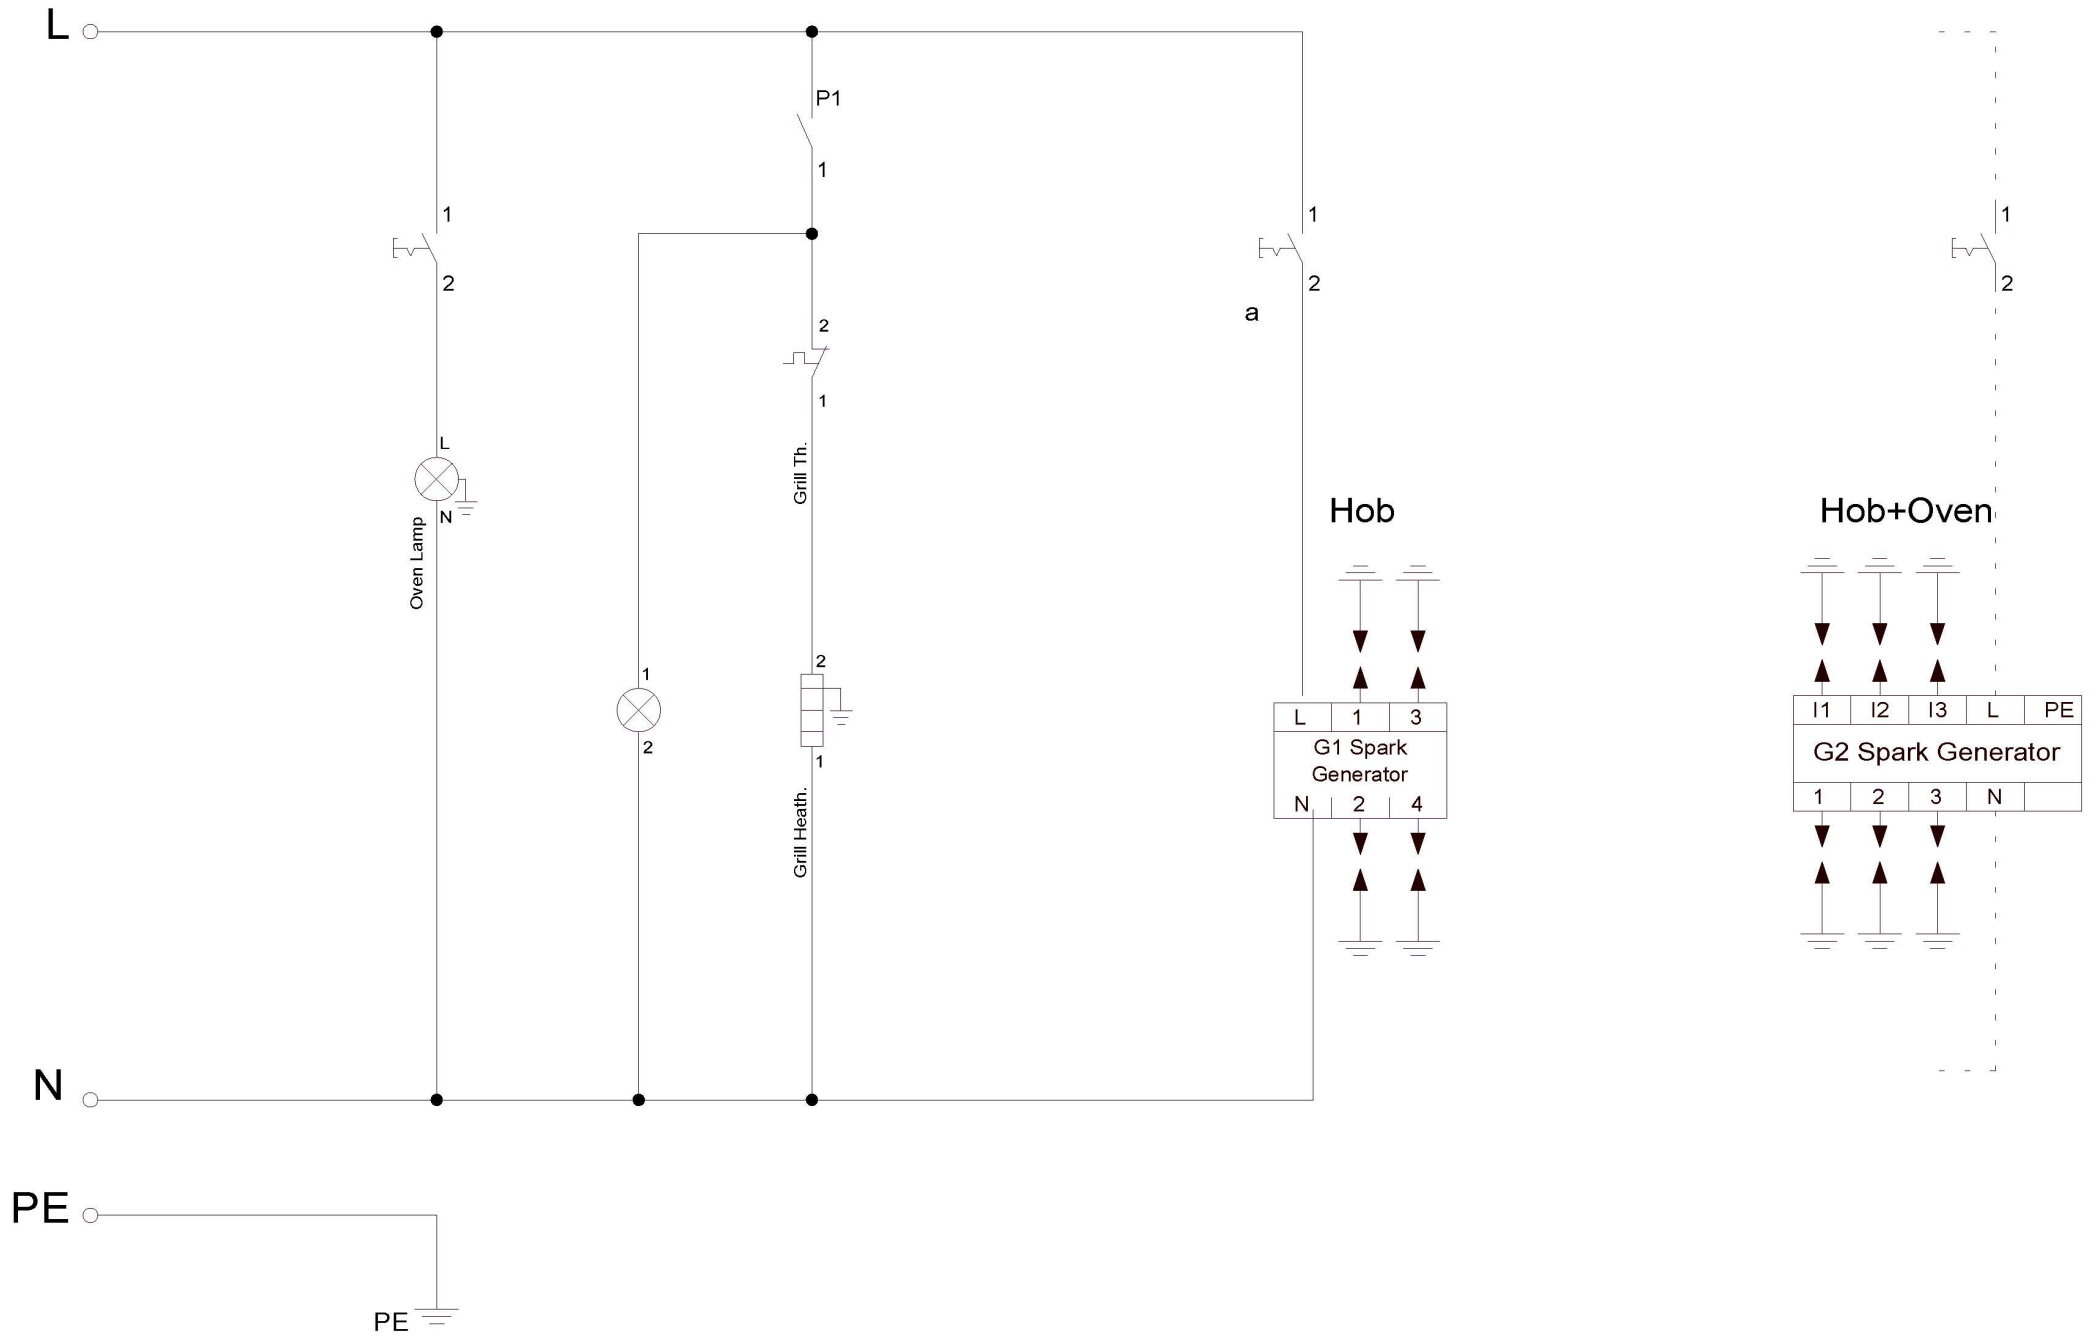 L
P1
1
1
1
1
2
2
2
a
2
1
L
N
Oven Lamp
Grill Th.
Hob
Hob+Oven
1
2
2
1
Grill Heath.
L 1 3
G1 Spark
Generator
N 2 4
I1 I2 I3 L PE
G2 Spark Generator
1 2 3 N
N
PE
PE